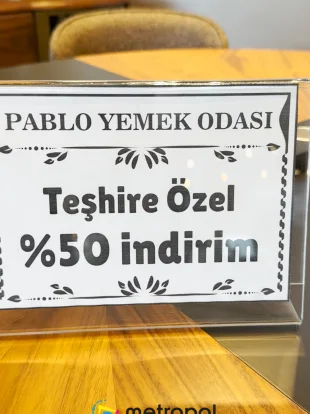 PABLO YEMEK ODASI
Teşhire Özel
%50 indirim
metropol